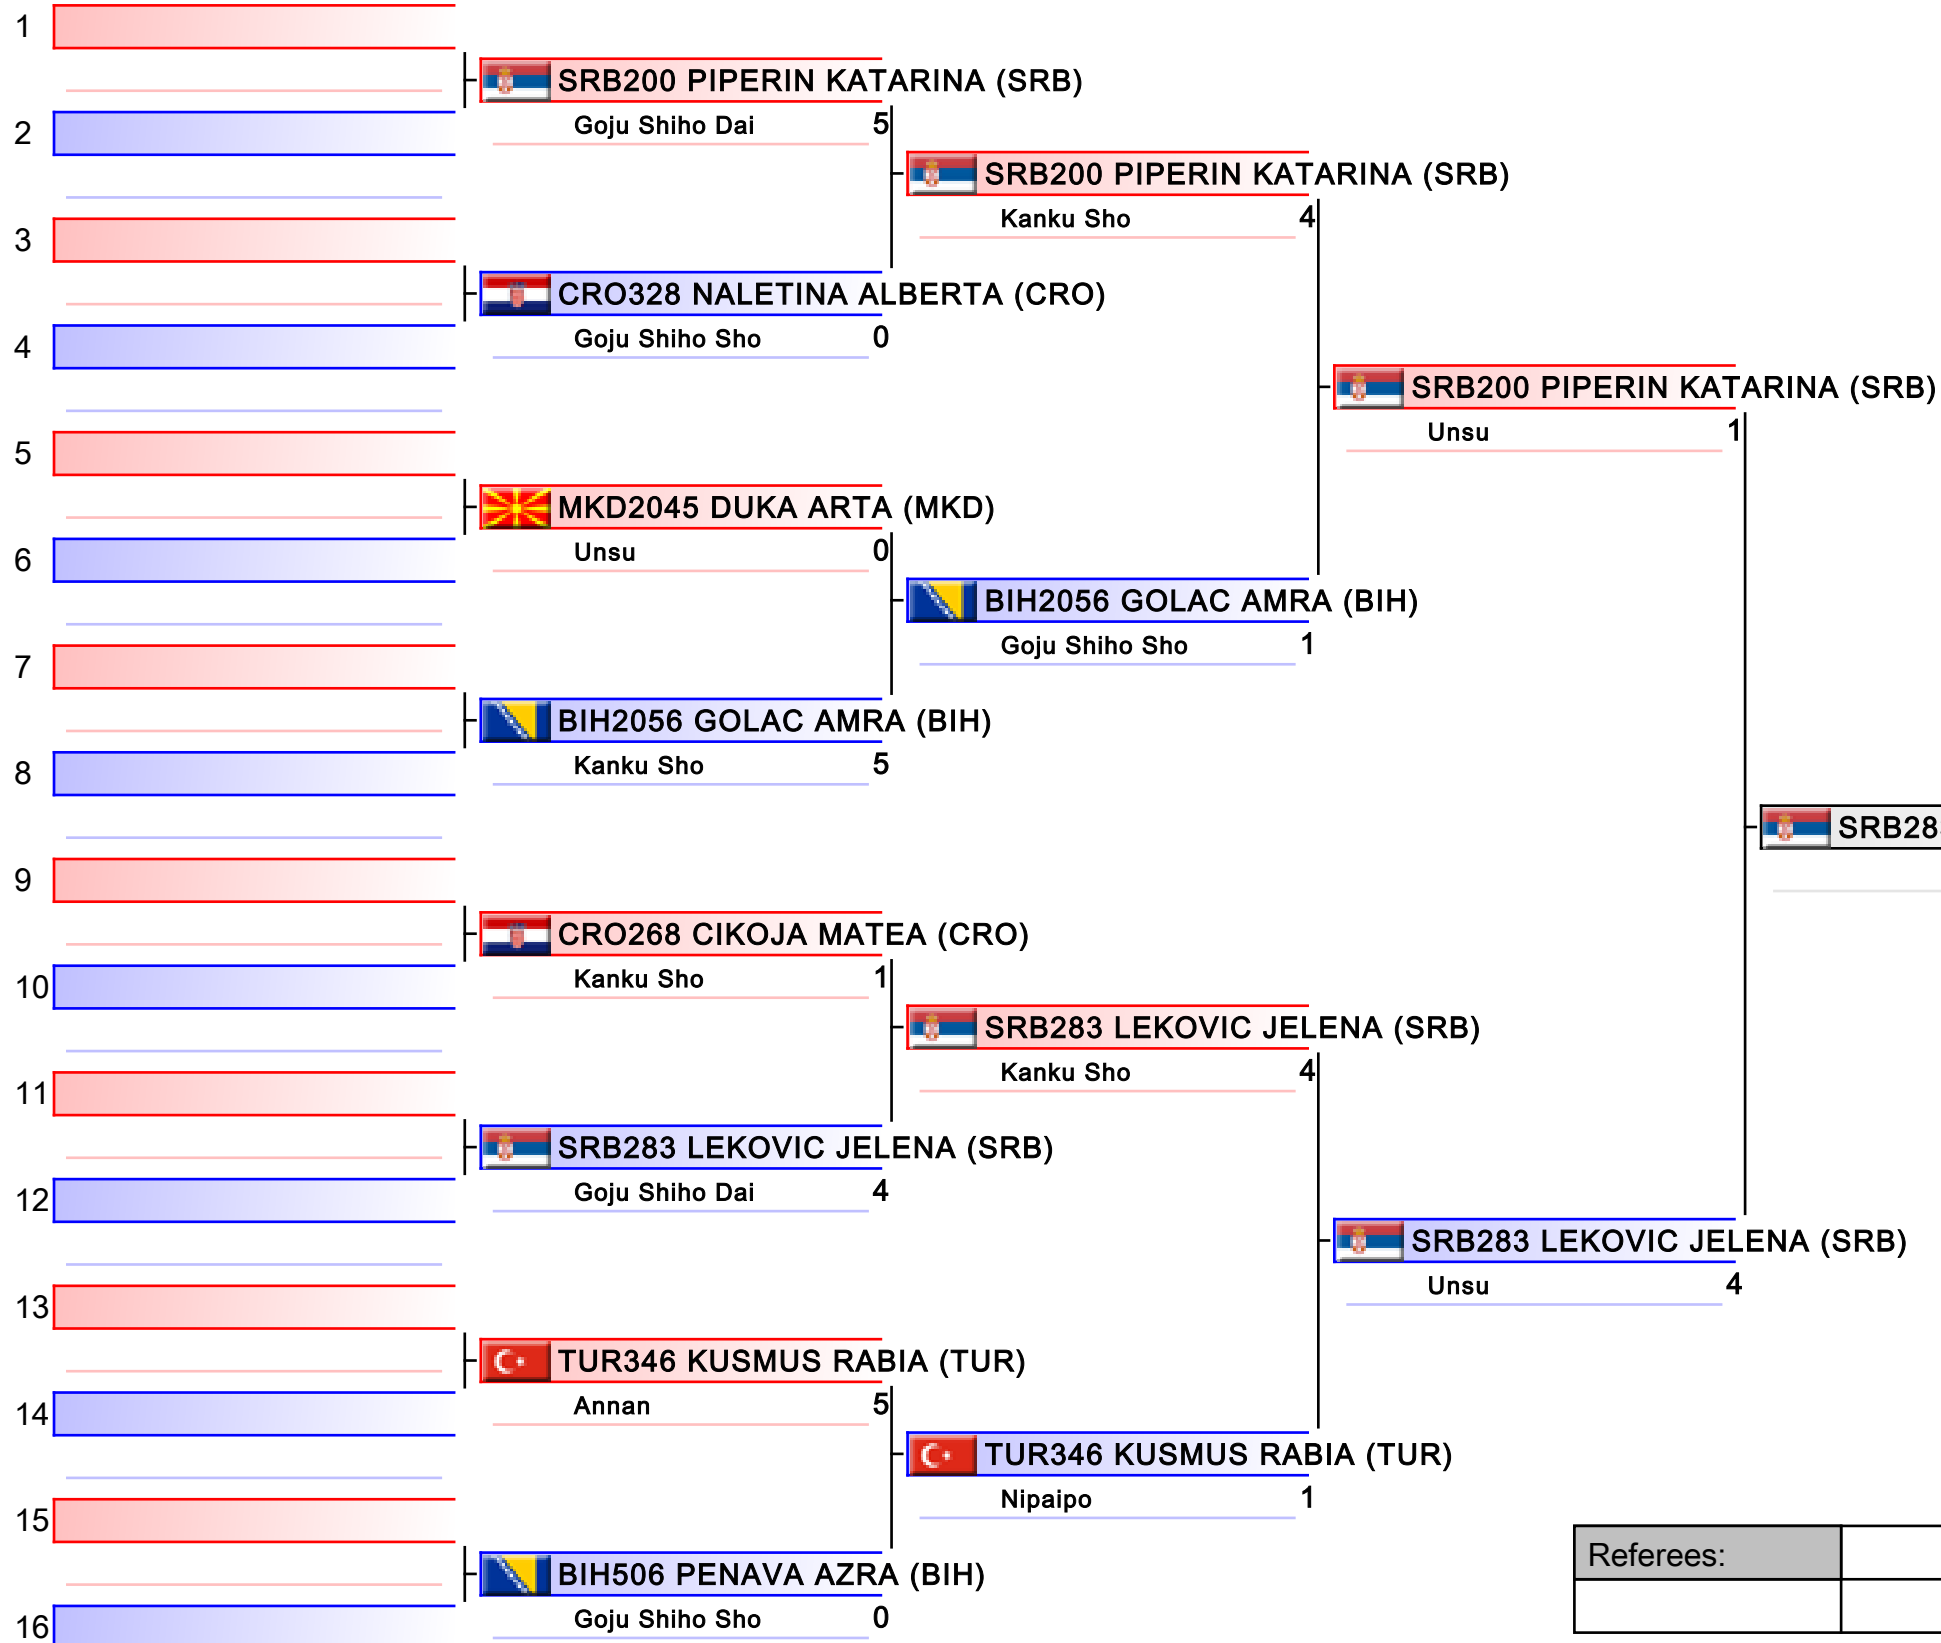 1
SRB200 PIPERIN KATARINA (SRB)
Goju Shiho Dai 5
2
SRB200 PIPERIN KATARINA (SRB)
Kanku Sho 4
3
CRO328 NALETINA ALBERTA (CRO)
Goju Shiho Sho 0
4
SRB200 PIPERIN KATARINA (SRB)
Unsu 1
5
MKD2045 DUKA ARTA (MKD)
Unsu 0
6
BIH2056 GOLAC AMRA (BIH)
Goju Shiho Sho 1
7
BIH2056 GOLAC AMRA (BIH)
Kanku Sho 5
8
SRB28
9
CRO268 CIKOJA MATEA (CRO)
Kanku Sho 1
10
SRB283 LEKOVIC JELENA (SRB)
Kanku Sho 4
11
SRB283 LEKOVIC JELENA (SRB)
Goju Shiho Dai 4
12
SRB283 LEKOVIC JELENA (SRB)
Unsu 4
13
TUR346 KUSMUS RABIA (TUR)
Annan 5
14
TUR346 KUSMUS RABIA (TUR)
Nipaipo 1
15
Referees:
BIH506 PENAVA AZRA (BIH)
Goju Shiho Sho 0
16